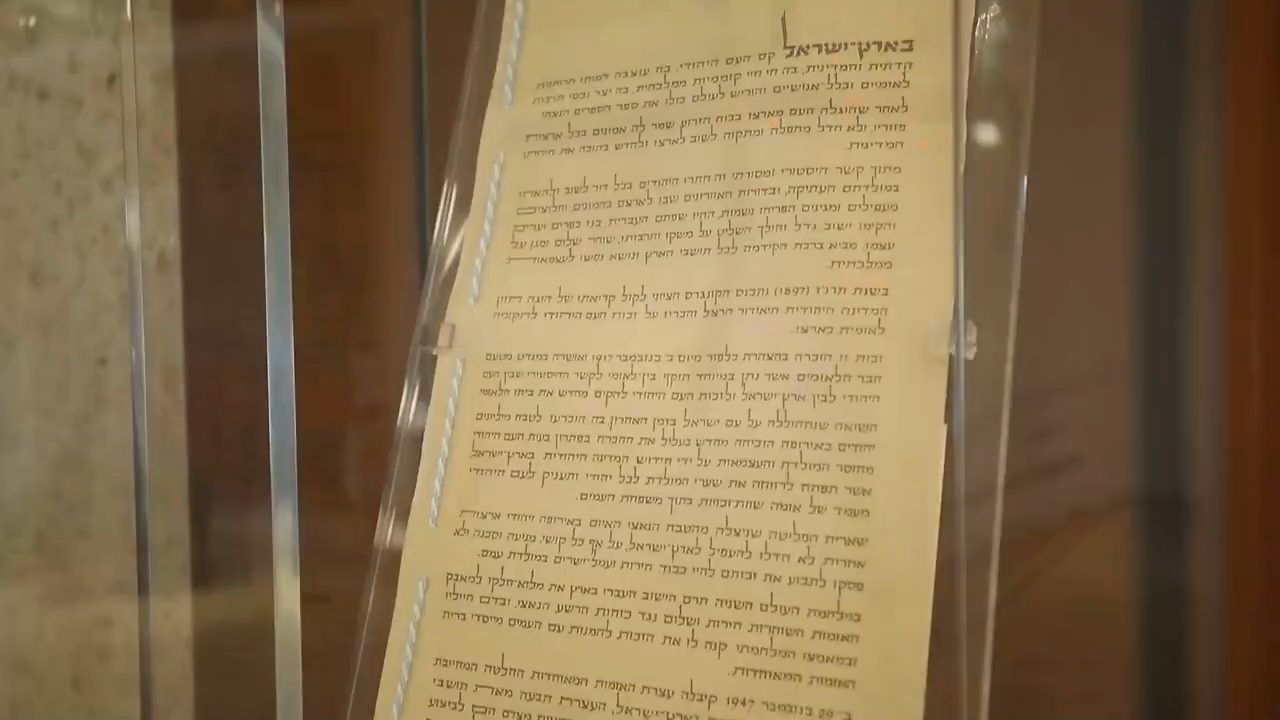 בארץ־ישראל קם העם היהודי, בה עוצבה דמותו הרוחנית
הדתית והמדינית, בה חי חיי קוממיות ממלכתית, בה יצר נכסי תרבות
לאומיים וכלל־אנושיים והוריש לעולם כולו את ספר הספרים הנצחי
לאחר שהוגלה העם מארצו בכוח הזרוע שמר לה אמונים בכל ארצות
פזוריו, ולא חדל מתפלה ומתקוה לשוב לארצו ולחדש בתוכה את חירותו
המדינית.
מתוך קשר היסטורי ומסורתי זה חתרו היהודים בכל דור לשוב ולהאחז
במולדתם העתיקה, ובדורות האחרונים שבו לארצם בהמונים, וחלוצים
מעפילים ומגינים הפריחו נשמות, החיו שפתם העברית, בנו כפרים וערים
והקימו ישוב גדל והולך השליט על משקו ותרבותו, שוחר שלום ומגן על
עצמו, מביא ברכת הקידמה לכל תושבי הארץ ונושא נפשו לעצמאות
ממלכתית.
בשנת תרנ״ז (1897) נתכנס הקונגרס הציוני לקול קריאתו של הוגה חזון
המדינה היהודית תיאודור הרצל והכריז על זכות העם היהודי לתקומה
לאומית בארצו.
זכות זו הוכרה בהצהרת בלפור מיום ב׳ בנובמבר 1917 ואושרה במנדט מטעם
חבר הלאומים אשר נתן במיוחד תוקף בין־לאומי לקשר ההיסטורי שבין העם
היהודי לבין ארץ־ישראל ולזכות העם היהודי להקים מחדש את ביתו הלאומי
השואה שנתחוללה על עם ישראל בזמן האחרון, בה הוכרעו לטבח מיליונים
יהודים באירופה הוכיחה מחדש בעליל את ההכרח בפתרון בעית העם היהודי
מחוסר המולדת והעצמאות על ידי חידוש המדינה היהודית בארץ־ישראל,
אשר תפתח לרווחה את שערי המולדת לכל יהודי ותעניק לעם היהודי
מעמד של אומה שוות־זכויות בתוך משפחת העמים.
שארית הפליטה שניצלה מהטבח הנאצי האיום באירופה ויהודי ארצות
אחרות לא חדלו להעפיל לארץ־ישראל, על אף כל קושי, מניעה וסכנה ולא
פסקו לתבוע את זכותם לחיי כבוד חירות ועמל־ישרים במולדת עמם.
במלחמת העולם השניה תרם הישוב העברי בארץ את מלוא־חלקו למאבק
האומות השוחרות חירות ושלום נגד כוחות הרשע הנאצי, ובדם חייליו
ובמאמצו המלחמתי קנה לו את הזכות להמנות עם העמים מייסדי ברית
האומות המאוחדות.
ב־29 בנובמבר 1947 קיבלה עצרת האומות המאוחדות החלטה המחייבת
בארץ־ישראל, העצרת תבעה מאת תושבי
לביצוע